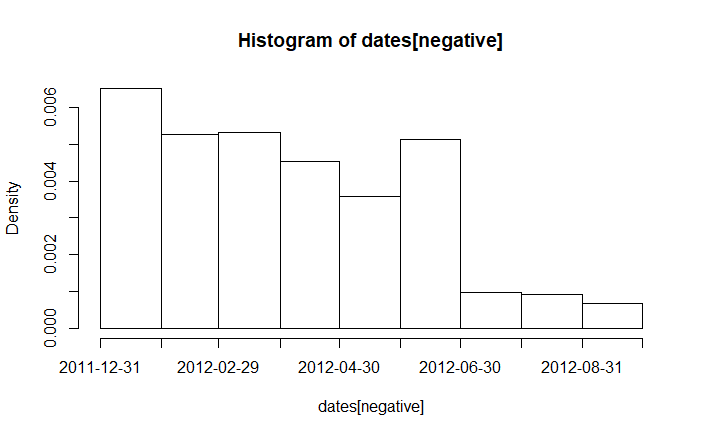 Histogram of dates[negative]
Density
0.006
0.004
0.002
0.000
2011-12-31 2012-02-29 2012-04-30 2012-06-30 2012-08-31
dates[negative]